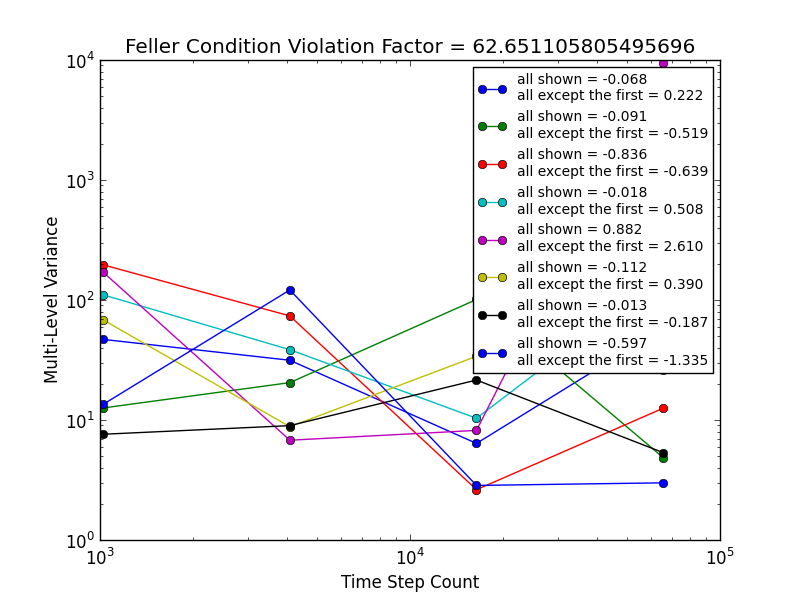 Feller Condition Violation Factor = 62.651105805495696
10^4
10^3
10^2
10^1
10^0
Multi-Level Variance
all shown = -0.068
all except the first = 0.222
all shown = -0.091
all except the first = -0.519
all shown = -0.836
all except the first = -0.639
all shown = -0.018
all except the first = 0.508
all shown = 0.882
all except the first = 2.610
all shown = -0.112
all except the first = 0.390
all shown = -0.013
all except the first = -0.187
all shown = -0.597
all except the first = -1.335
10^3 10^4 10^5
Time Step Count